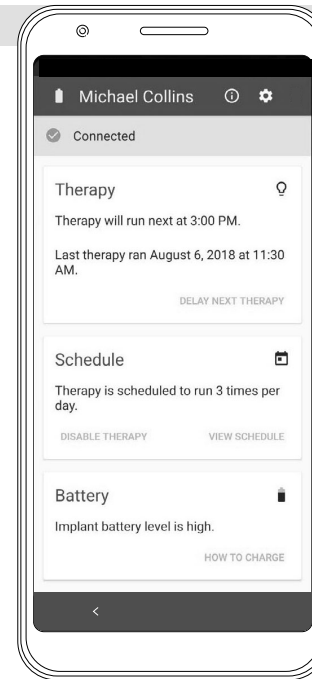 Michael Collins
Connected
Therapy
Therapy will run next at 3:00 PM.
Last therapy ran August 6, 2018 at 11:30
AM.
DELAY NEXT THERAPY
Schedule
Therapy is scheduled to run 3 times per
day.
DISABLE THERAPY VIEW SCHEDULE
Battery
Implant battery level is high.
HOW TO CHARGE